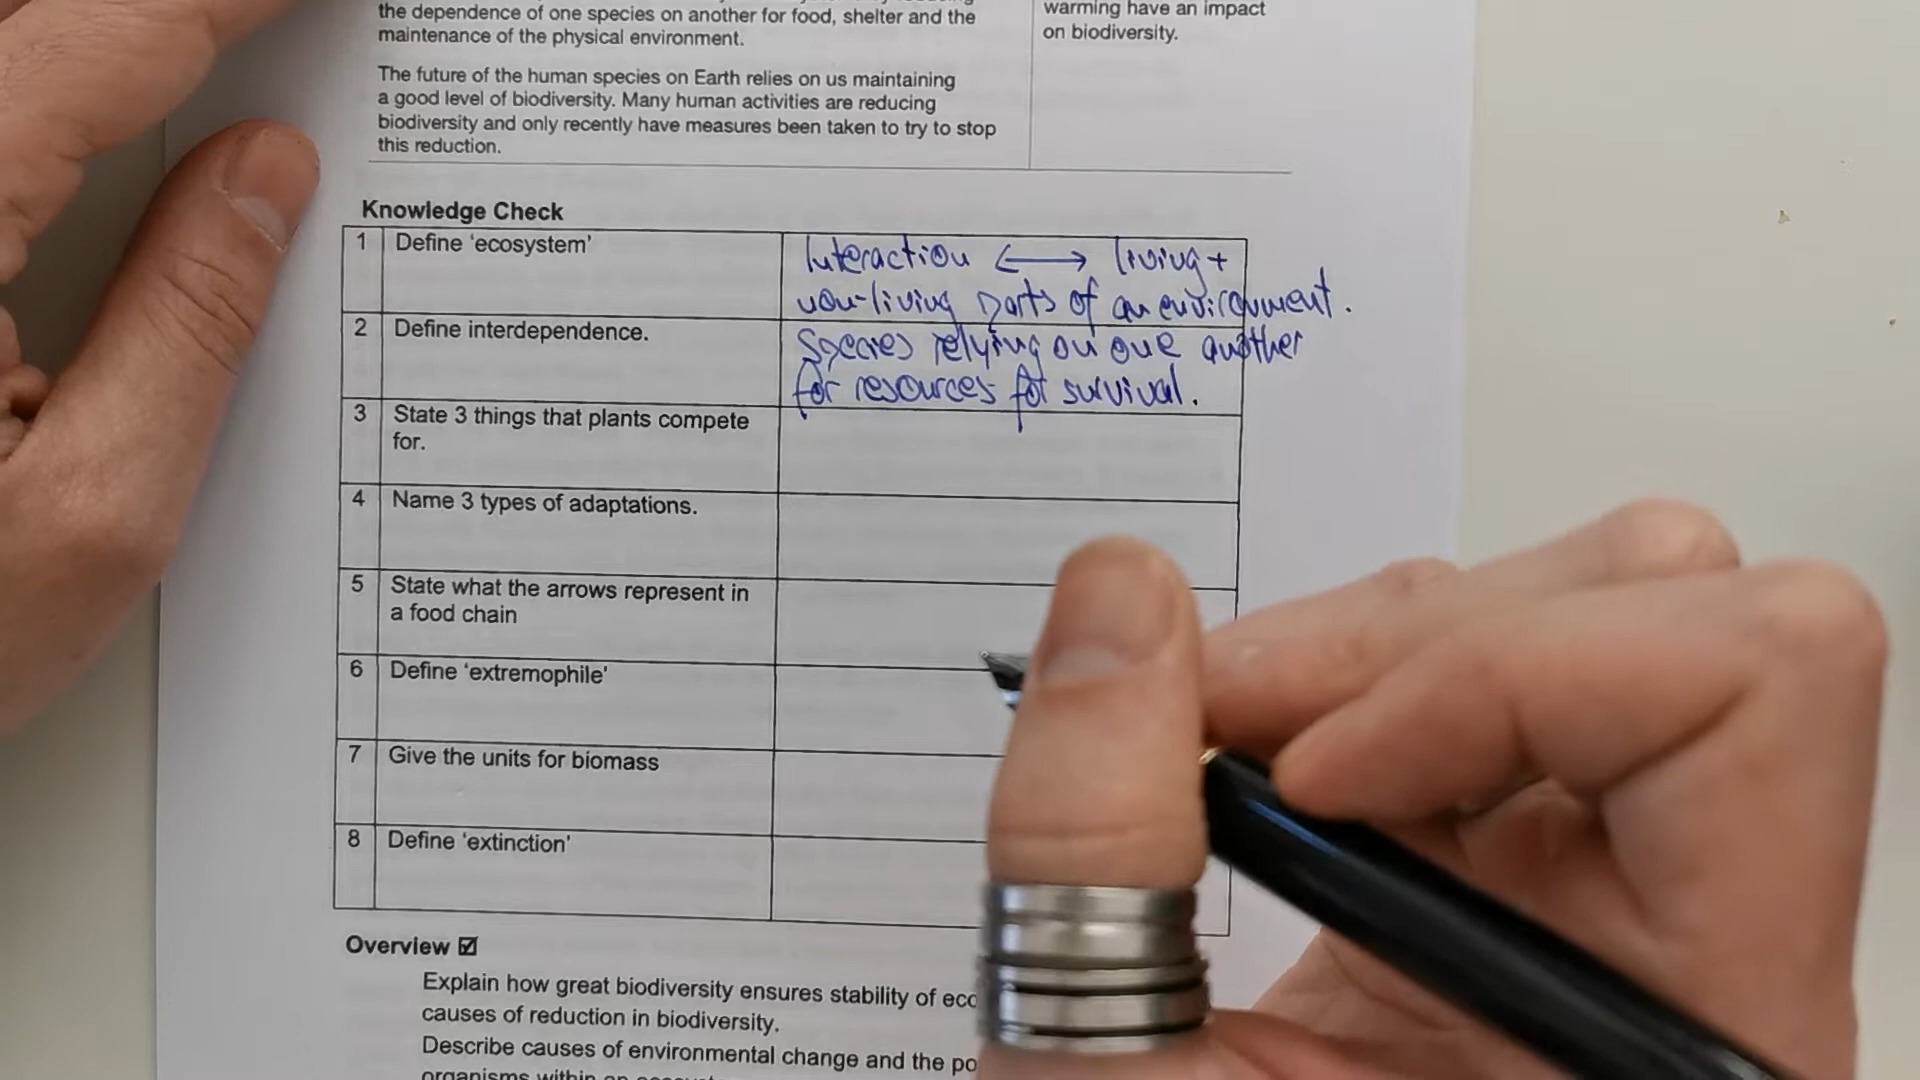 the dependence of one species on another for food, shelter and the
maintenance of the physical environment.
The future of the human species on Earth relies on us maintaining
a good level of biodiversity. Many human activities are reducing
biodiversity and only recently have measures been taken to try to stop
this reduction.
warming have an impact
on biodiversity.
Knowledge Check
1 Define ‘ecosystem’
Interaction ⟷ living +
non-living parts of an environment.
2 Define interdependence.
Species relying on one another
for resources for survival.
3 State 3 things that plants compete
for.
4 Name 3 types of adaptations.
5 State what the arrows represent in
a food chain
6 Define ‘extremophile’
7 Give the units for biomass
8 Define ‘extinction’
Overview ☑
Explain how great biodiversity ensures stability of
causes of reduction in biodiversity.
Describe causes of environmental change and the
organisms within an